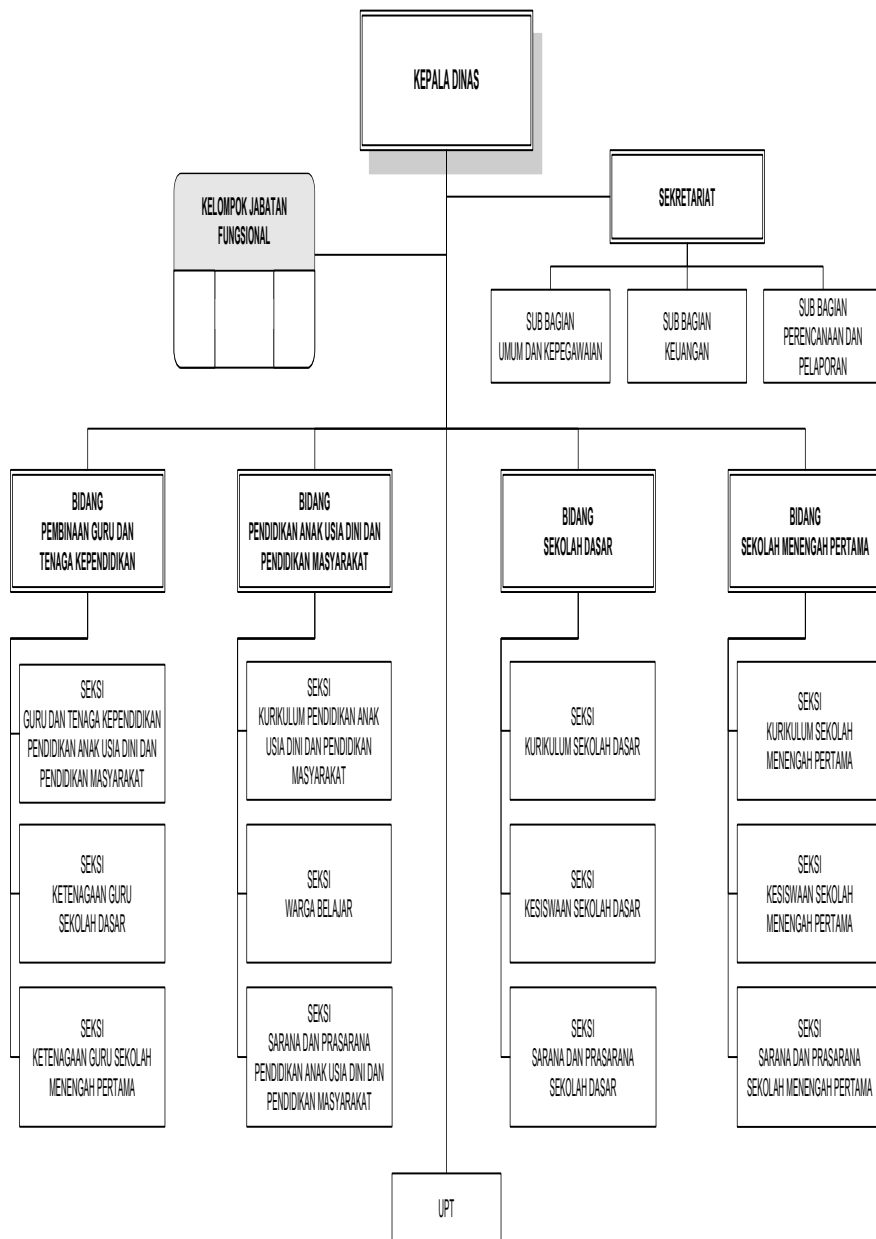 KEPALA DINAS
KELOMPOK JABATAN
FUNGSIONAL
SEKRETARIAT
SUB BAGIAN
UMUM DAN KEPEGAWAIAN
SUB BAGIAN
KEUANGAN
SUB BAGIAN
PERENCANAAN DAN
PELAPORAN
BIDANG
PEMBINAAN GURU DAN
TENAGA KEPENDIDIKAN
BIDANG
PENDIDIKAN ANAK USIA DINI DAN
PENDIDIKAN MASYARAKAT
BIDANG
SEKOLAH DASAR
BIDANG
SEKOLAH MENENGAH PERTAMA
SEKSI
GURU DAN TENAGA KEPENDIDIKAN
PENDIDIKAN ANAK USIA DINI DAN
PENDIDIKAN MASYARAKAT
SEKSI
KURIKULUM PENDIDIKAN ANAK
USIA DINI DAN PENDIDIKAN
MASYARAKAT
SEKSI
KURIKULUM SEKOLAH DASAR
SEKSI
KURIKULUM SEKOLAH
MENENGAH PERTAMA
SEKSI
KETENAGAAN GURU
SEKOLAH DASAR
SEKSI
WARGA BELAJAR
SEKSI
KESISWAAN SEKOLAH DASAR
SEKSI
KESISWAAN SEKOLAH
MENENGAH PERTAMA
SEKSI
KETENAGAAN GURU SEKOLAH
MENENGAH PERTAMA
SEKSI
SARANA DAN PRASARANA
PENDIDIKAN ANAK USIA DINI DAN
PENDIDIKAN MASYARAKAT
SEKSI
SARANA DAN PRASARANA
SEKOLAH DASAR
SEKSI
SARANA DAN PRASARANA
SEKOLAH MENENGAH PERTAMA
UPT